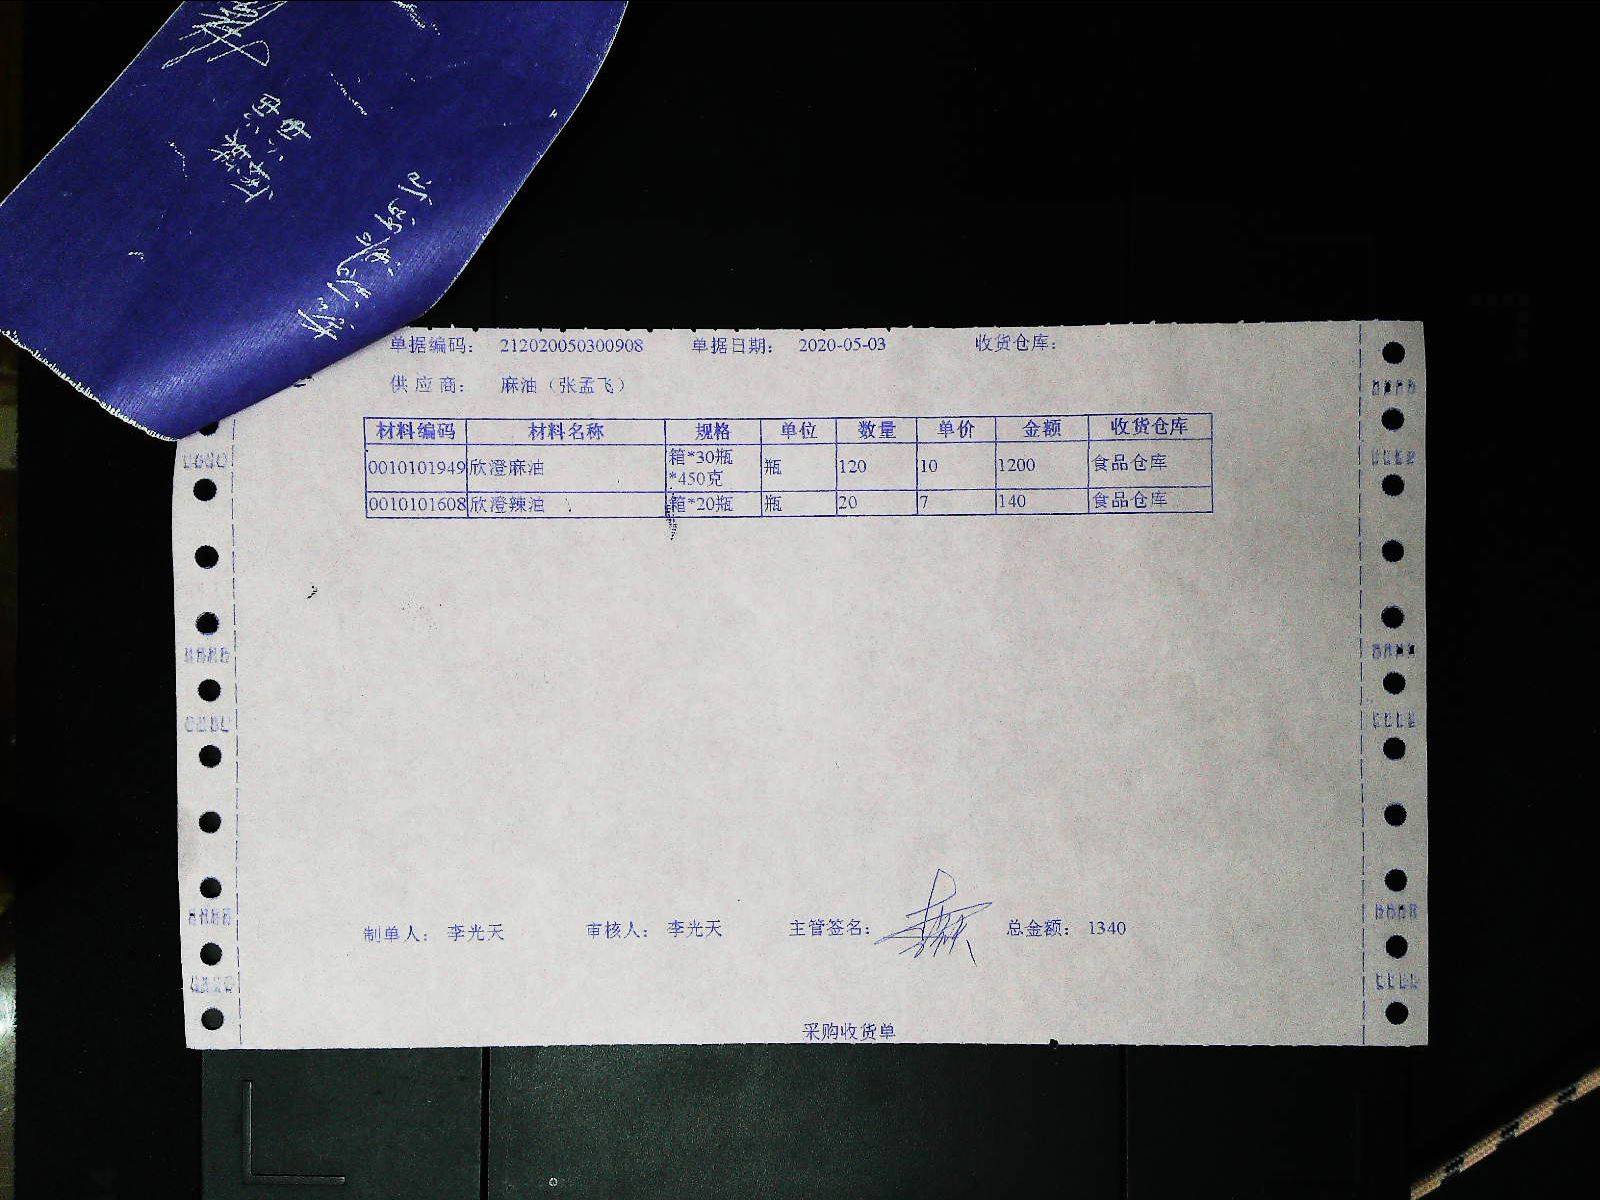 单据编码： 212020050300908 单据日期： 2020-05-03 收货仓库：
供应商： 麻油（张孟飞）
材料编码 材料名称 规格 单位 数量 单价 金额 收货仓库
0010101949 欣澄麻油 箱*30瓶*450克 瓶 120 10 1200 食品仓库
0010101608 欣澄辣油 箱*20瓶 瓶 20 7 140 食品仓库
制单人： 李光天 审核人： 李光天 主管签名： 总金额： 1340
采购收货单